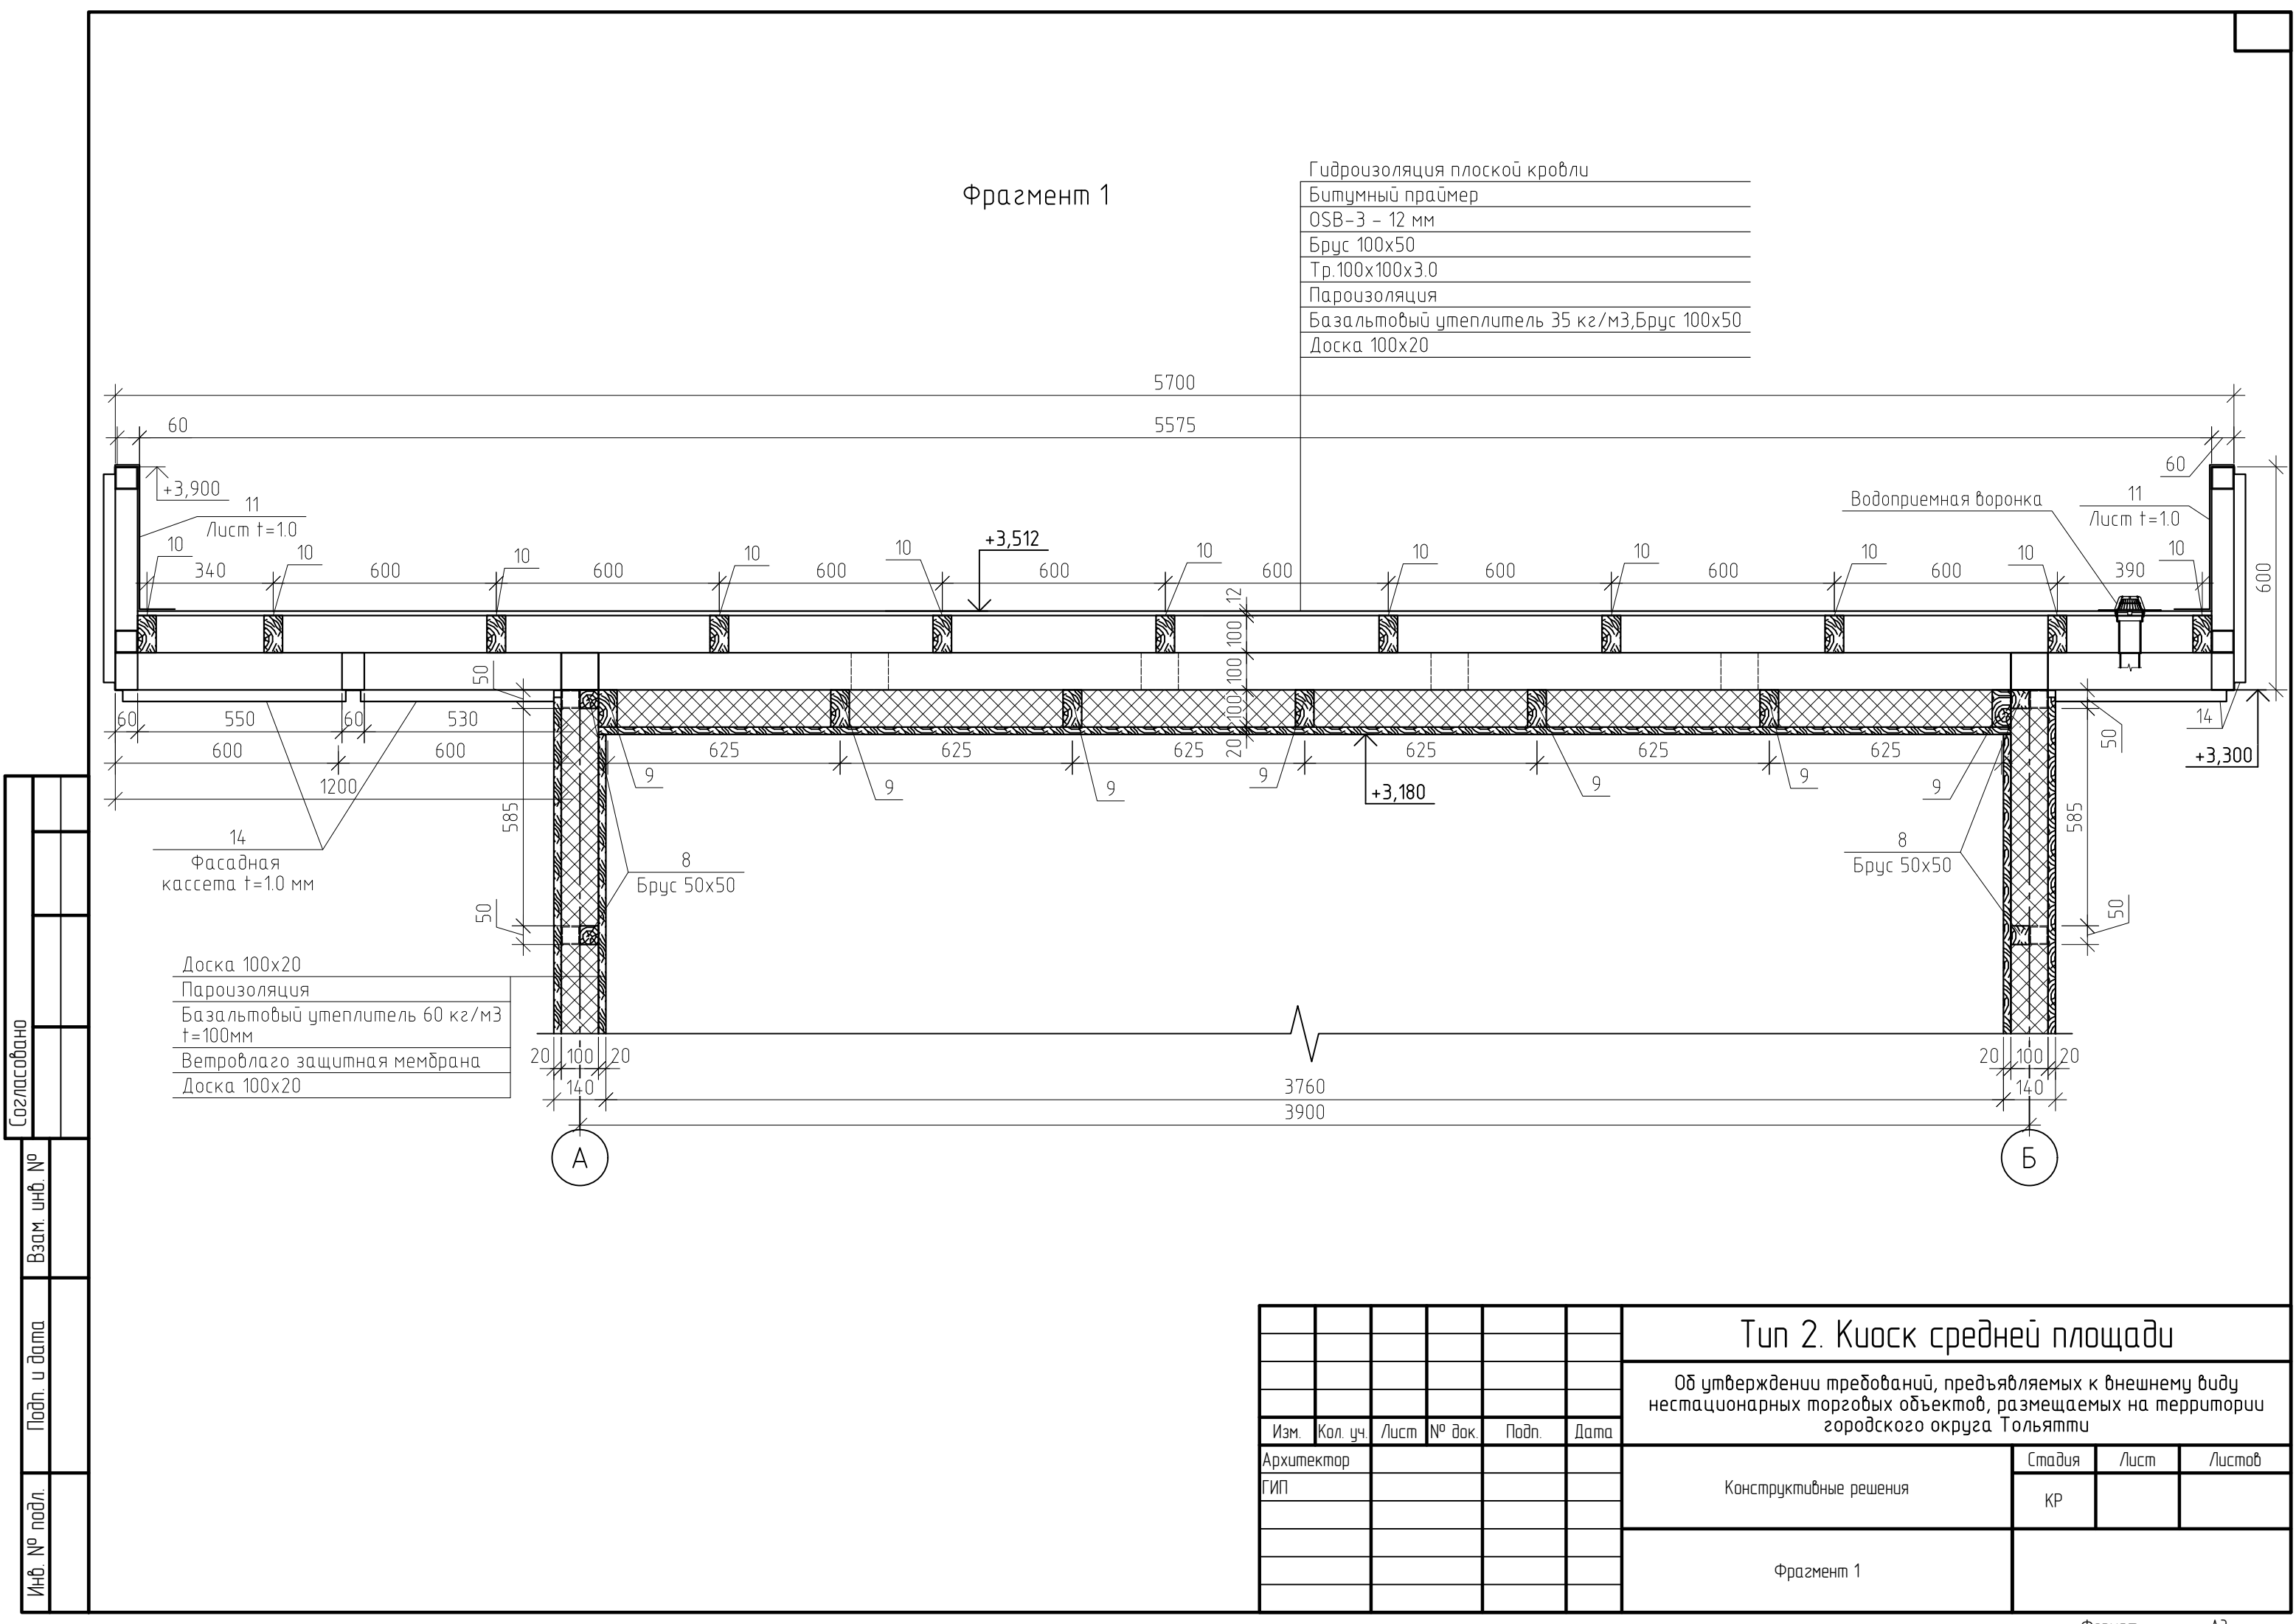 Фрагмент 1
Гидроизоляция плоской кровли
Битумный праймер
OSB-3 - 12 мм
Брус 100х50
Тр.100х100х3.0
Пароизоляция
Базальтовый утеплитель 35 кг/м3,Брус 100х50
Доска 100х20
5700
60
5575
60
+3,900
11
Лист t=1.0
Водоприемная воронка
11
Лист t=1.0
+3,512
10
10
10
10
10
10
10
10
10
10
10
340
600
600
600
600
600
600
600
600
390
600
12
100
100
100
20
50
60
550
60
530
600
600
1200
625
625
625
625
625
625
9
9
9
9
9
9
9
+3,180
14
50
+3,300
585
585
14
Фасадная
кассета t=1.0 мм
8
Брус 50х50
8
Брус 50х50
50
50
Доска 100х20
Пароизоляция
Базальтовый утеплитель 60 кг/м3
t=100мм
Ветровлаго защитная мембрана
Доска 100х20
20
100
20
140
3760
3900
20
100
20
140
А
Б
Согласовано
Взам. инв. №
Подп. и дата
Инв. № подл.
Тип 2. Киоск средней площади
Об утверждении требований, предъявляемых к внешнему виду
нестационарных торговых объектов, размещаемых на территории
городского округа Тольятти
Изм.
Кол. уч.
Лист
№ док.
Подп.
Дата
Архитектор
ГИП
Конструктивные решения
Стадия
Лист
Листов
КР
Фрагмент 1